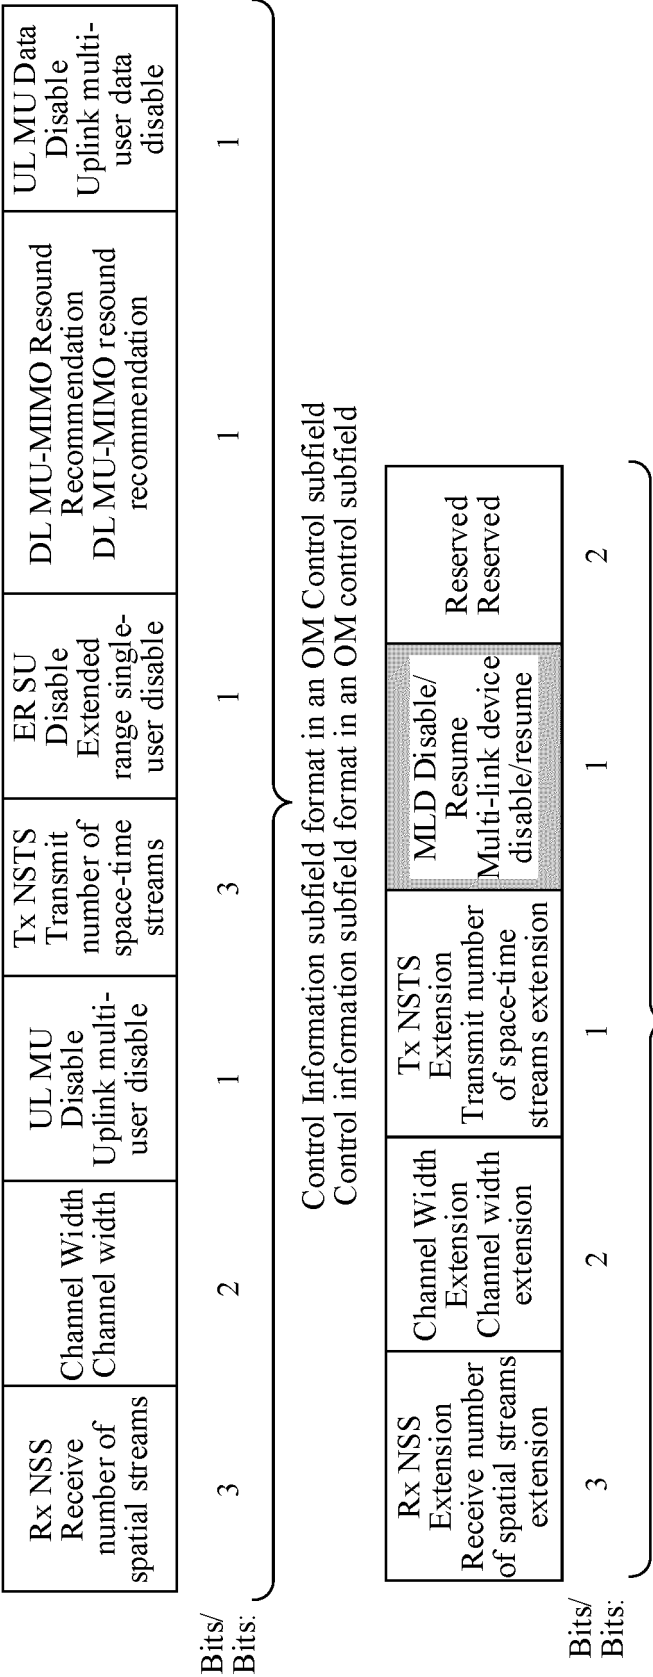 Rx NSS
Receive
number of
spatial streams
Channel Width
Channel width
UL MU
Disable
Uplink multi-
user disable
Tx NSTS
Transmit
number of
space-time
streams
ER SU
Disable
Extended
range single-
user disable
DL MU-MIMO Resound
Recommendation
DL MU-MIMO resound
recommendation
UL MU Data
Disable
Uplink multi-
user data
disable
Bits/
Bits:
3
2
1
3
1
1
1
Control Information subfield format in an OM Control subfield
Control information subfield format in an OM control subfield
Rx NSS
Extension
Receive number
of spatial streams
extension
Channel Width
Extension
Channel width
extension
Tx NSTS
Extension
Transmit number
of space-time
streams extension
MLD Disable/
Resume
Multi-link device
disable/resume
Reserved
Reserved
Bits/
Bits:
3
2
1
1
2